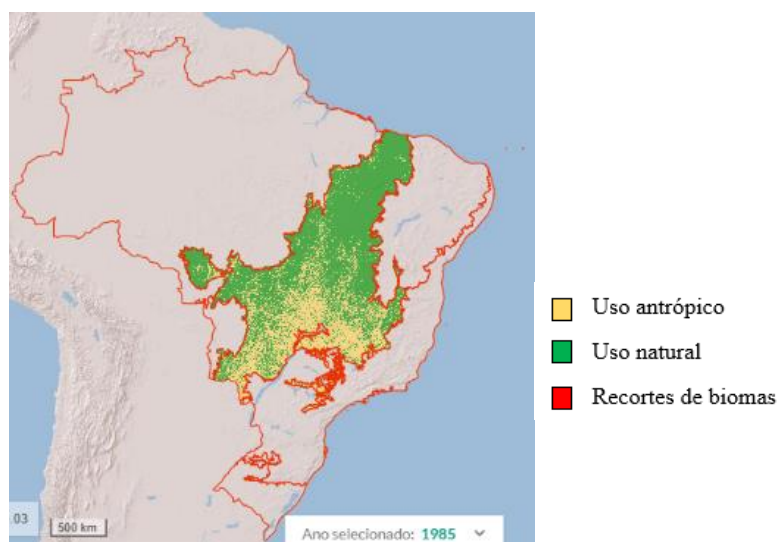 Uso antrópico
Uso natural
Recortes de biomas
.03
500 km
Ano selecionado: 1985